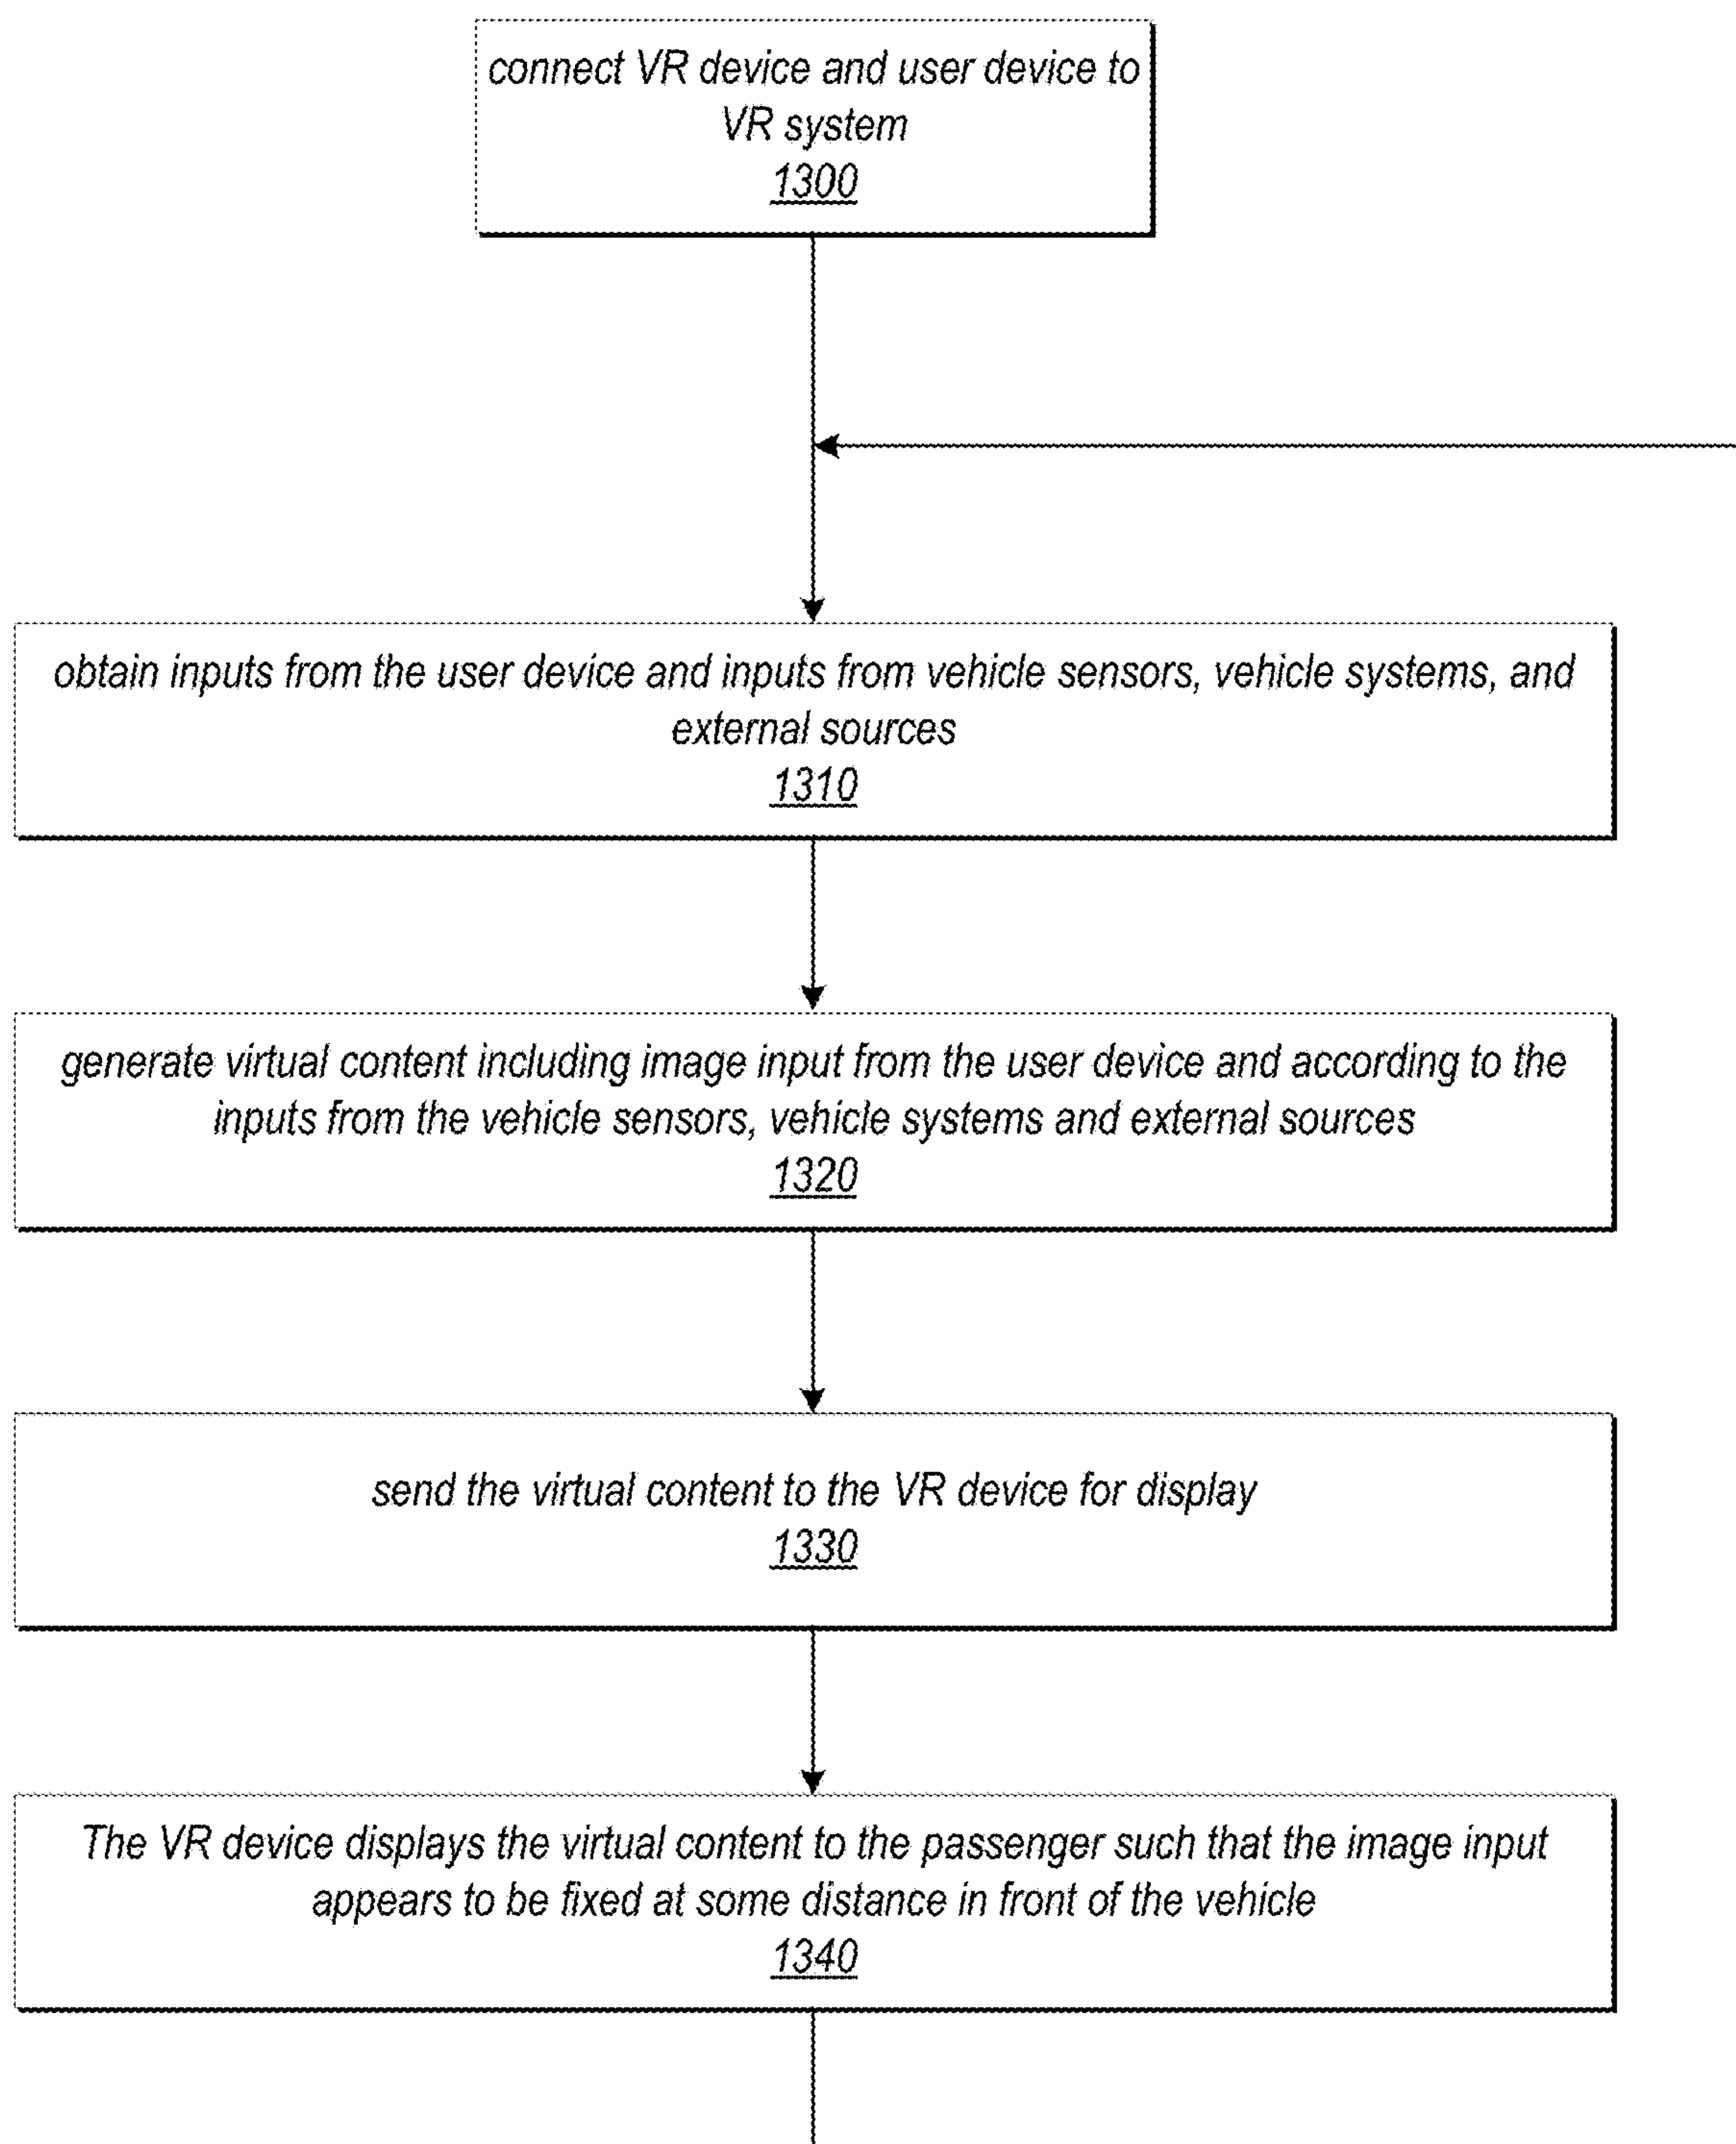 connect VR device and user device to
VR system
1300
obtain inputs from the user device and inputs from vehicle sensors, vehicle systems, and
external sources
1310
generate virtual content including image input from the user device and according to the
inputs from the vehicle sensors, vehicle systems and external sources
1320
send the virtual content to the VR device for display
1330
The VR device displays the virtual content to the passenger such that the image input
appears to be fixed at some distance in front of the vehicle
1340